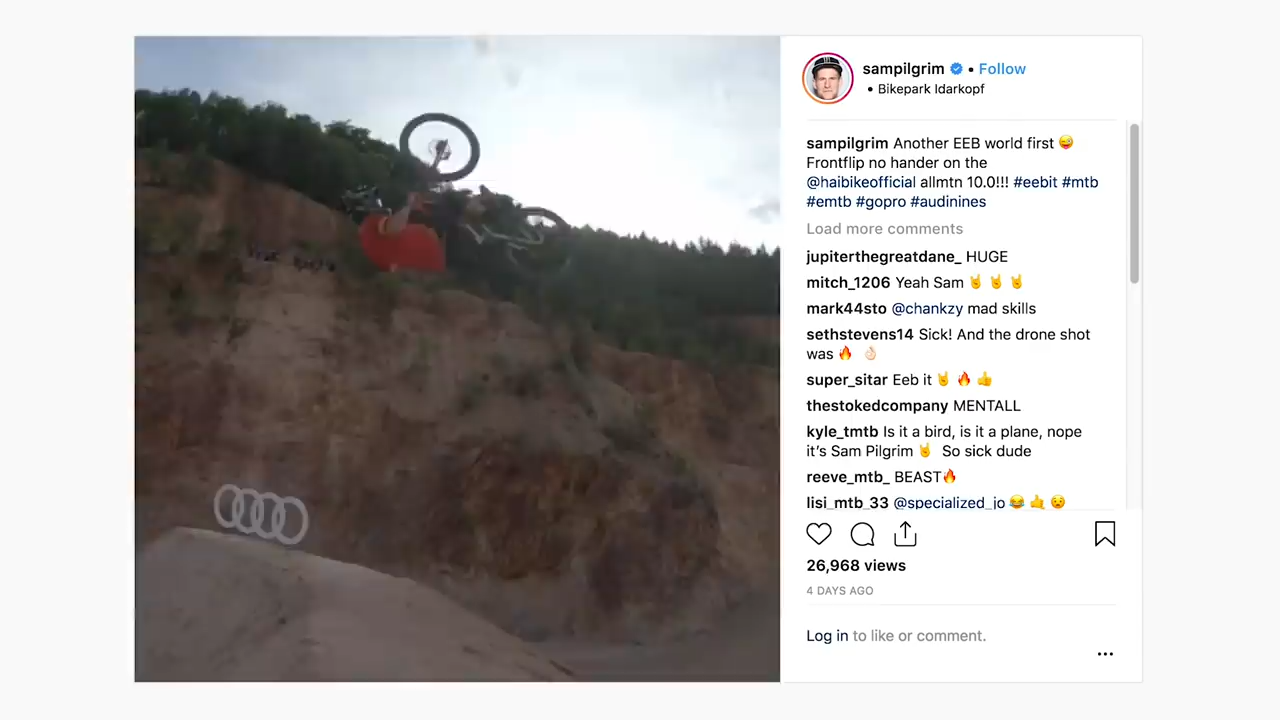 sampilgrim • Follow
• Bikepark Idarkopf
sampilgrim Another EEB world first 😜
Frontflip no hander on the
@haibikeofficial allmtn 10.0!!! #eebit #mtb
#emtb #gopro #audinines
Load more comments
jupiterthegreatdane_ HUGE
mitch_1206 Yeah Sam 🤘 🤘 🤘
mark44sto @chankzy mad skills
sethstevens14 Sick! And the drone shot
was 🔥 👌🏻
super_sitar Eeb it 🤘 🔥 👍
thestokedcompany MENTALL
kyle_tmtb Is it a bird, is it a plane, nope
it’s Sam Pilgrim 🤘 So sick dude
reeve_mtb_ BEAST🔥
lisi_mtb_33 @specialized_jo 😂 🤙 😉
26,968 views
4 DAYS AGO
Log in to like or comment.